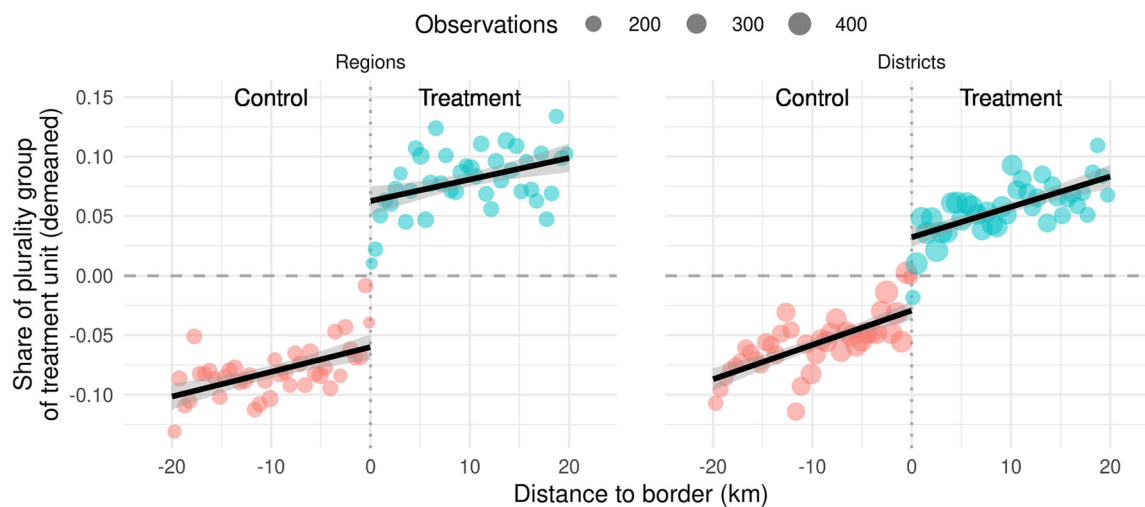 Observations 200 300 400
Regions
Districts
Share of plurality group
of treatment unit (demeaned)
0.15
0.10
0.05
0.00
-0.05
-0.10
Control Treatment
Control Treatment
-20 -10 0 10 20
-20 -10 0 10 20
Distance to border (km)